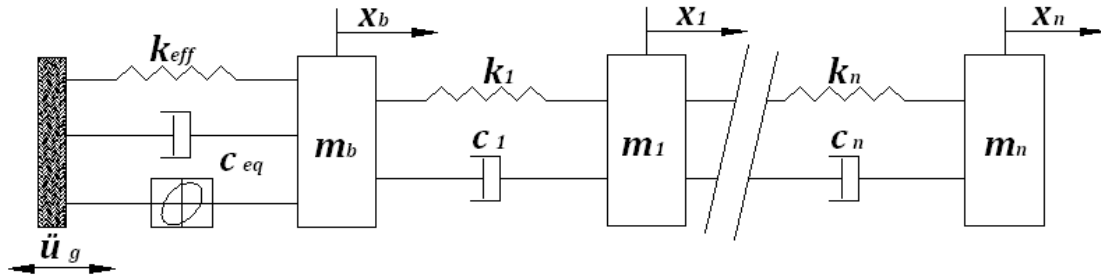 x_b x_1 x_n
k_eff k_1 k_n
m_b c_1 m_1 c_n m_n
c_eq
ü_g